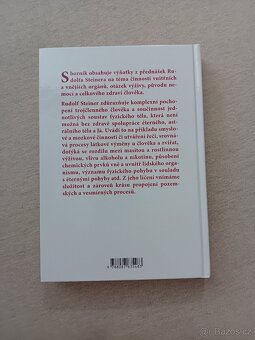 Sborník obsahuje výňatky z přednášek Ru-
dolfa Steinera na téma činnosti vnitřních
a vnějších orgánů, otázek výživy, původu ne-
mocí a celkového zdraví člověka.
Rudolf Steiner zdůrazňuje komplexní pocho-
pení trojčlenného člověka a součinnost jed-
notlivých soustav fyzického těla, která není
možná bez zdravé spolupráce éterného, ast-
rálního těla a Já. Uvádí to na příkladu smyslo-
vé a mozkové činnosti či utváření řeči, srovná-
vá procesy látkové výměny u člověka a zvířat,
dotýká se rozdílu mezi masitou a rostlinnou
výživou, vlivu alkoholu a nikotinu, působení
chemických prvků vně a uvnitř lidského orga-
nismu, významu fyzického pohybu v souladu
s éternými pohyby atd. Z jeho líčení vnímáme
složitost a zároveň krásu propojení pozem-
ských a vesmírných procesů.
bazos.cz